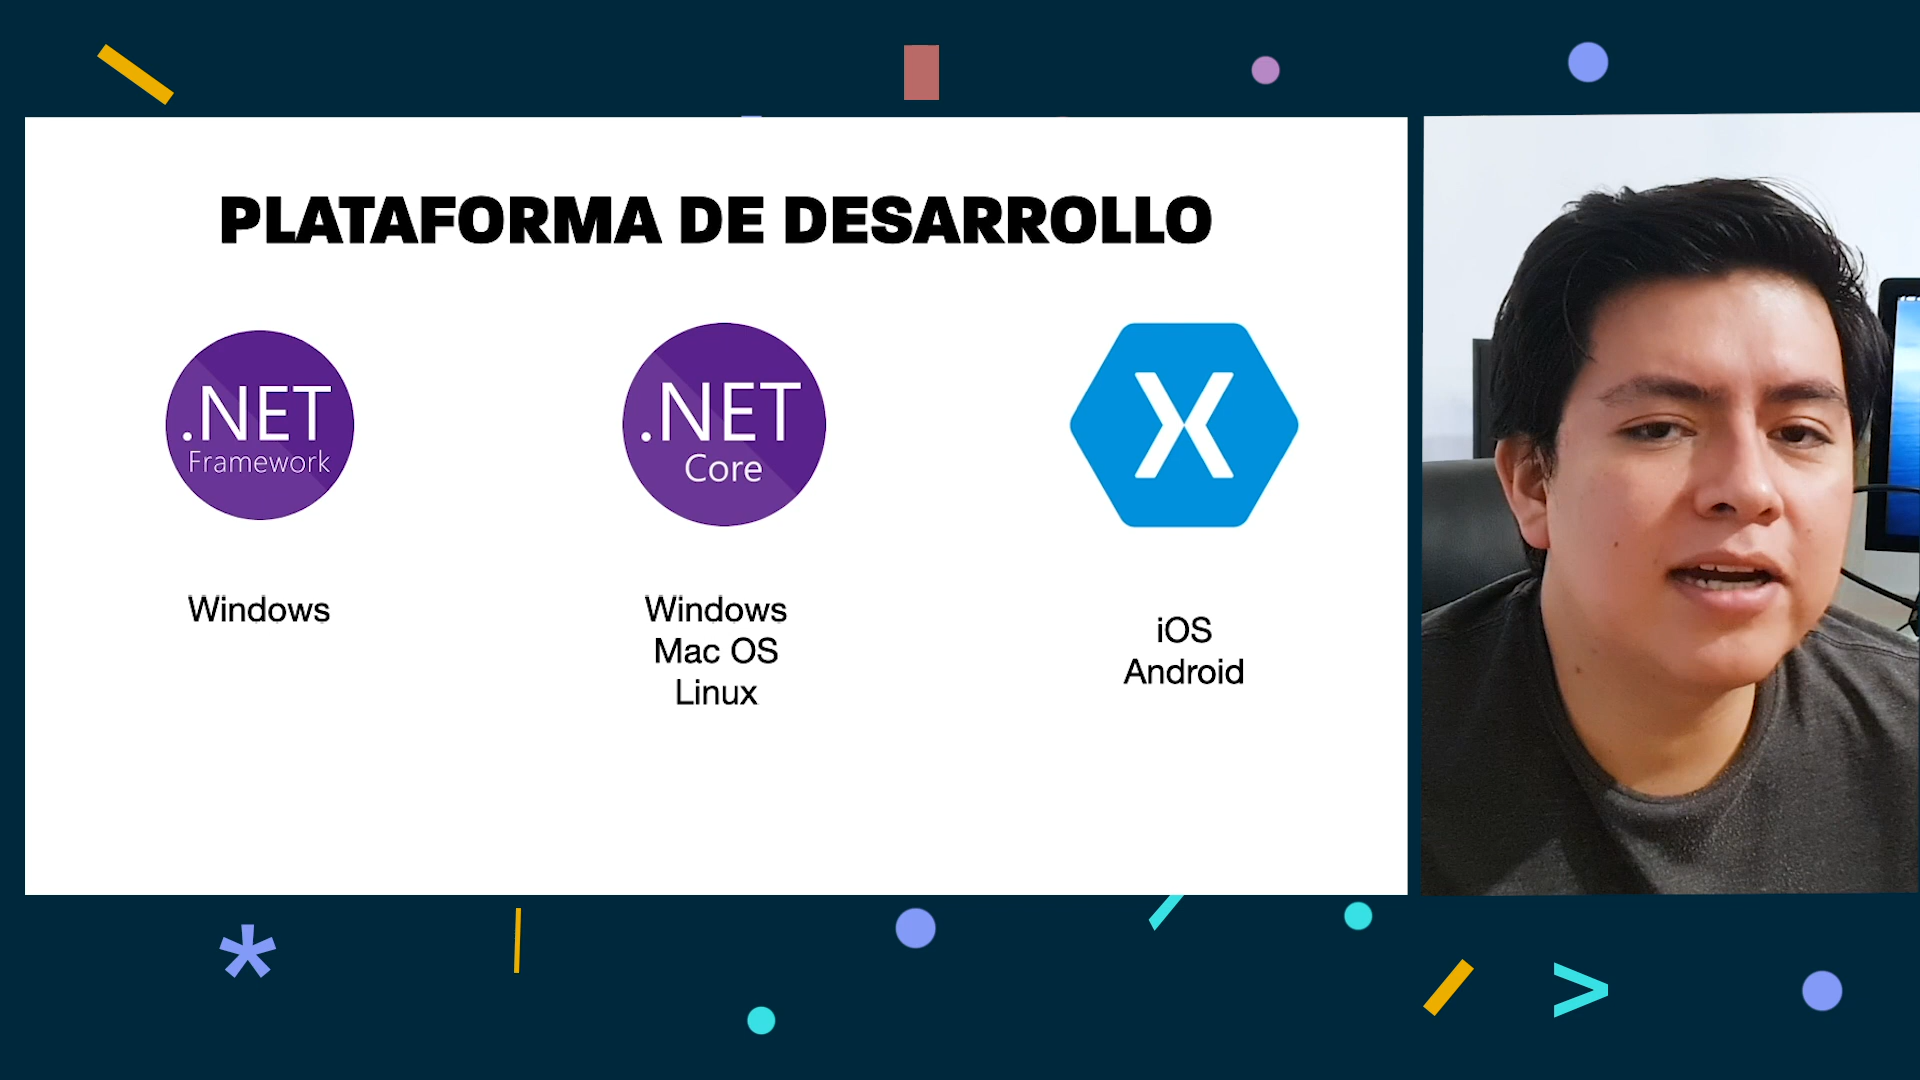 PLATAFORMA DE DESARROLLO
.NET
Framework
Windows
.NET
Core
Windows
Mac OS
Linux
X
iOS
Android